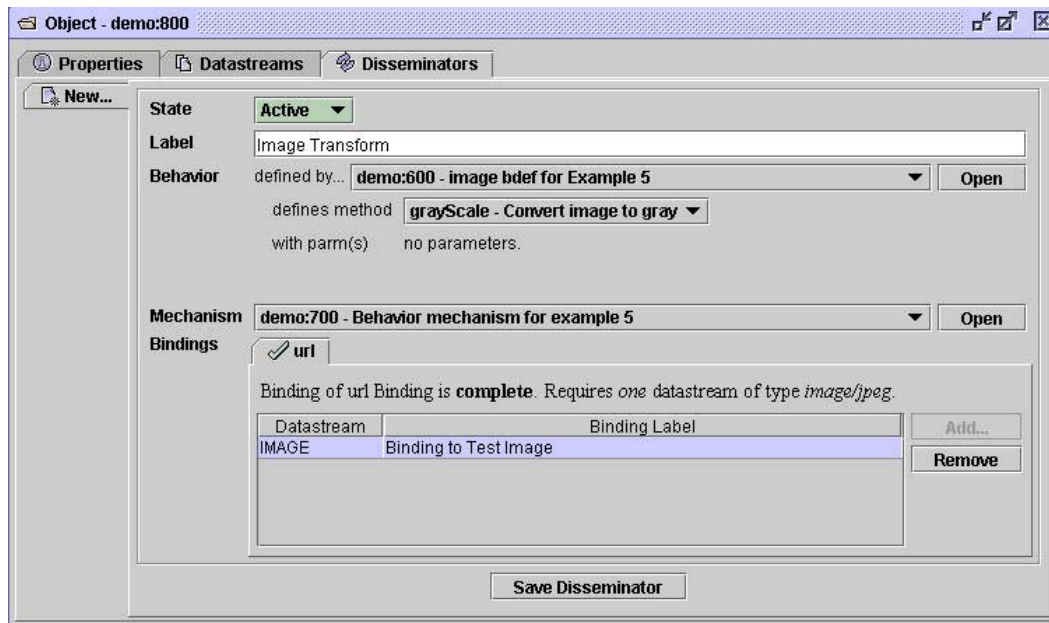 Object - demo:800
Properties Datastreams Disseminators
New...
State Active
Label Image Transform
Behavior defined by... demo:600 - image bdef for Example 5 Open
defines method grayScale - Convert image to gray
with parm(s) no parameters.
Mechanism demo:700 - Behavior mechanism for example 5 Open
Bindings url
Binding of url Binding is complete. Requires one datastream of type image/jpeg.
Datastream Binding Label Add...
IMAGE Binding to Test Image
Remove
Save Disseminator